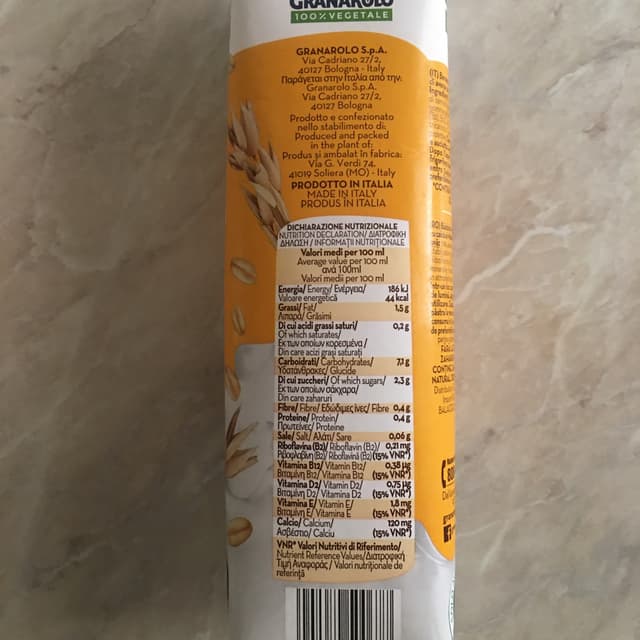 GRANAROLO
100% VEGETALE
GRANAROLO S.p.A.
Via Cadriano 27/2,
40127 Bologna - Italy
Παράγεται στην Ιταλία από την:
Granarolo S.p.A.
Via Cadriano 27/2,
40127 Bologna
Prodotto e confezionato
nello stabilimento di:
Produced and packed
in the plant of:
Produs și ambalat în fabrica:
Via G. Verdi 74,
41019 Soliera (MO) - Italy
PRODOTTO IN ITALIA
MADE IN ITALY
PRODUS ÎN ITALIA
DICHIARAZIONE NUTRIZIONALE
NUTRITION DECLARATION/ ΔΙΑΤΡΟΦΙΚΗ
ΔΗΛΩΣΗ / INFORMAȚII NUTRIȚIONALE
Valori medi per 100 ml
Average value per 100 ml
ανά 100ml
Valori medii per 100 ml
Energia/ Energy/ Ενέργεια/ 186 kJ
Valoare energetică 44 kcal
Grassi/ Fat/ 1,5 g
Λιπαρά/ Grăsimi
Di cui acidi grassi saturi/ 0,2 g
Of which saturates/
Εκ των οποίων κορεσμένα /
Din care acizi grași saturați
Carboidrati/ Carbohydrates/ 7,1 g
Υδατάνθρακες/ Glucide
Di cui zuccheri/ Of which sugars/ 2,3 g
Εκ των οποίων σάκχαρα/
Din care zaharuri
Fibre/ Fibre/ Εδώδιμες ίνες/ Fibre 0,4 g
Proteine/ Protein/ 0,4 g
Πρωτεΐνες/ Proteine
Sale/ Salt/ Αλάτι/ Sare 0,06 g
Riboflavina (B2)/ Riboflavin (B2)/ 0,21 mg
Ριβοφλαβίνη (B2)/ Riboflavină (B2) (15% VNR*)
Vitamina B12/ Vitamin B12/ 0,38 µg
Βιταμίνη B12/ Vitamina B12 (15% VNR*)
Vitamina D2/ Vitamin D2/ 0,75 µg
Βιταμίνη D2/ Vitamina D2 (15% VNR*)
Vitamina E/ Vitamin E/ 1,8 mg
Βιταμίνη E/ Vitamina E (15% VNR*)
Calcio/ Calcium/ 120 mg
Ασβέστιο/ Calciu (15% VNR*)
VNR* Valori Nutritivi di Riferimento/
Nutrient Reference Values/ Διατροφική
Τιμή Αναφοράς / Valori nutriționale de
referință